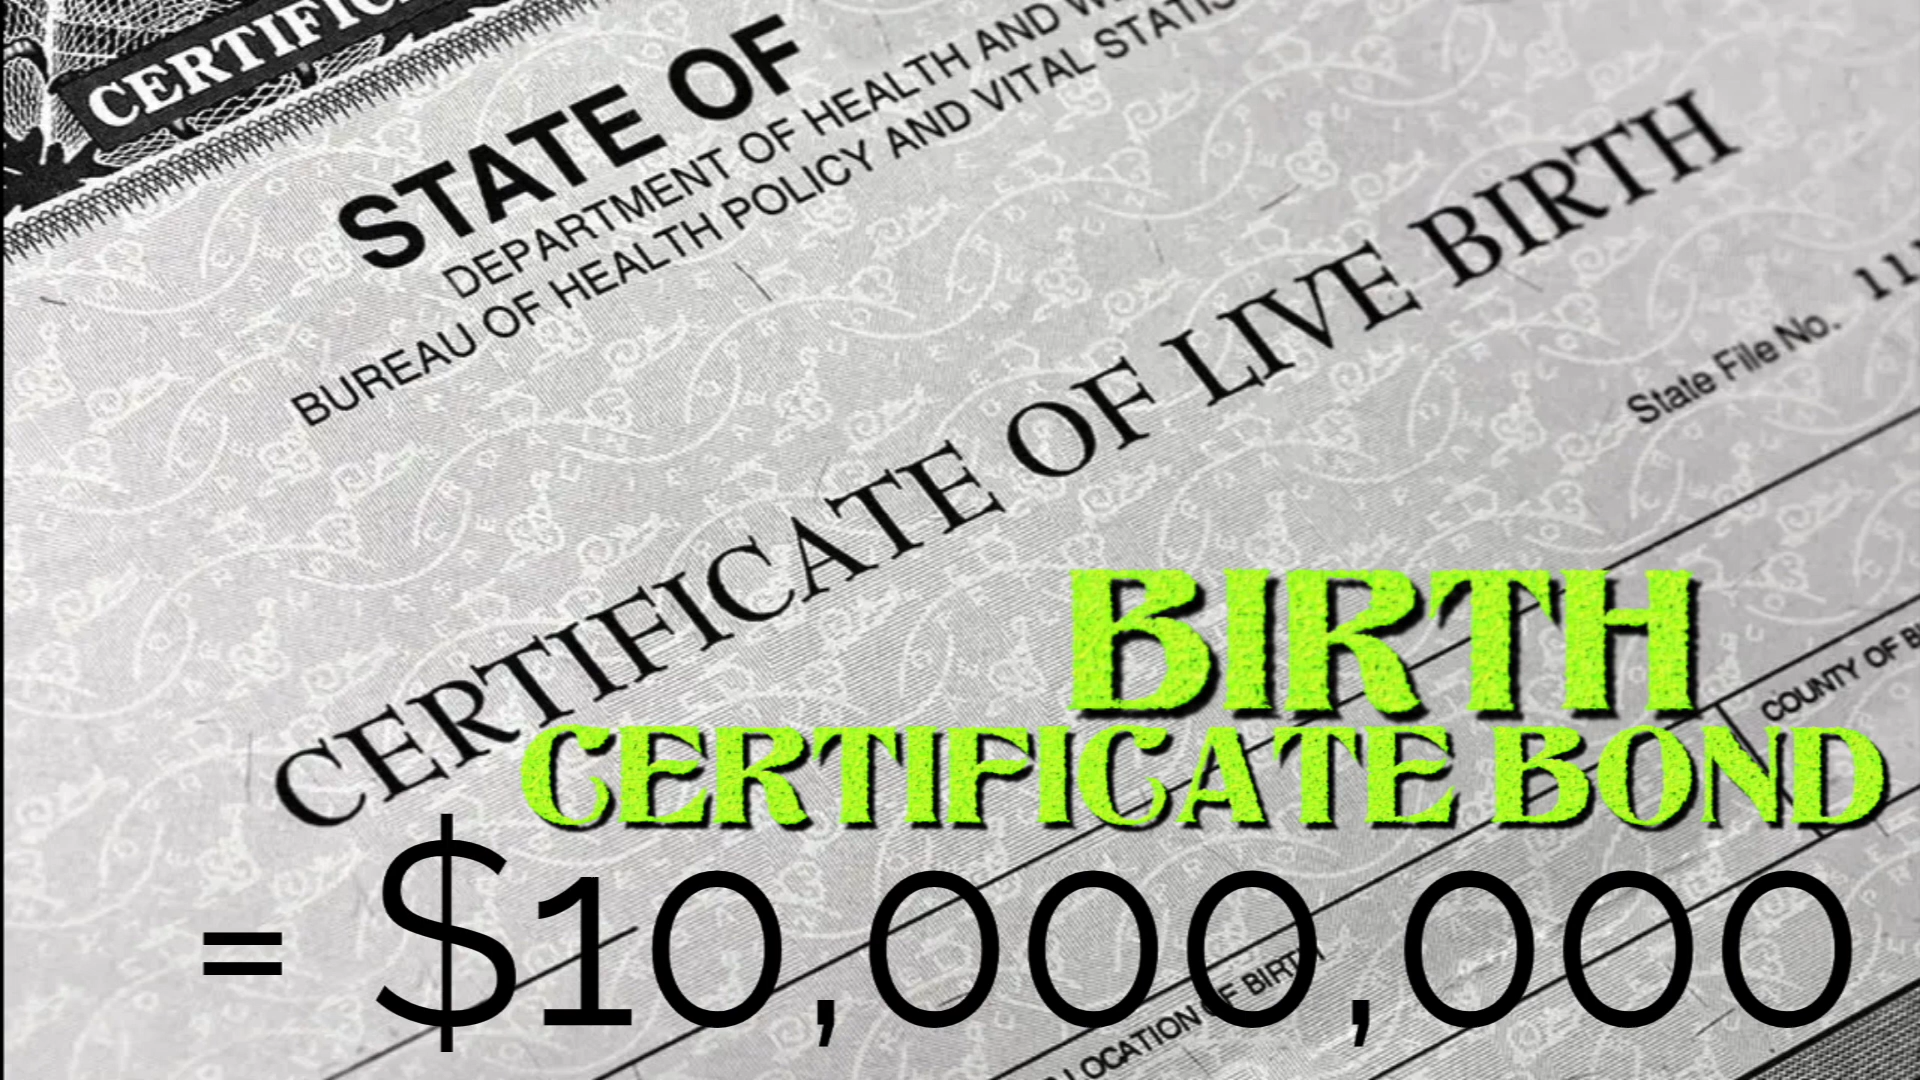 STATE OF
DEPARTMENT OF HEALTH AND
BUREAU OF HEALTH POLICY AND VITAL
CERTIFICATE OF LIVE BIRTH
State File No.
COUNTY OF
BIRTH
CERTIFICATE BOND
= $10,000,000
LOCATION OF BIRTH